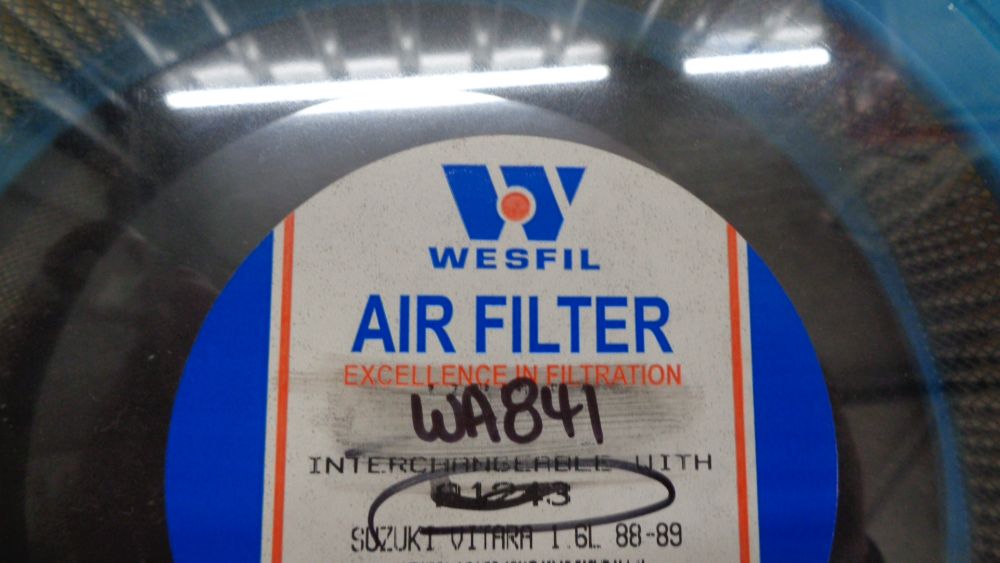 WESFIL
AIR FILTER
EXCELLENCE IN FILTRATION
WA841
INTERCHANGEABLE WITH
SUZUKI VITARA 1.6L 88-89